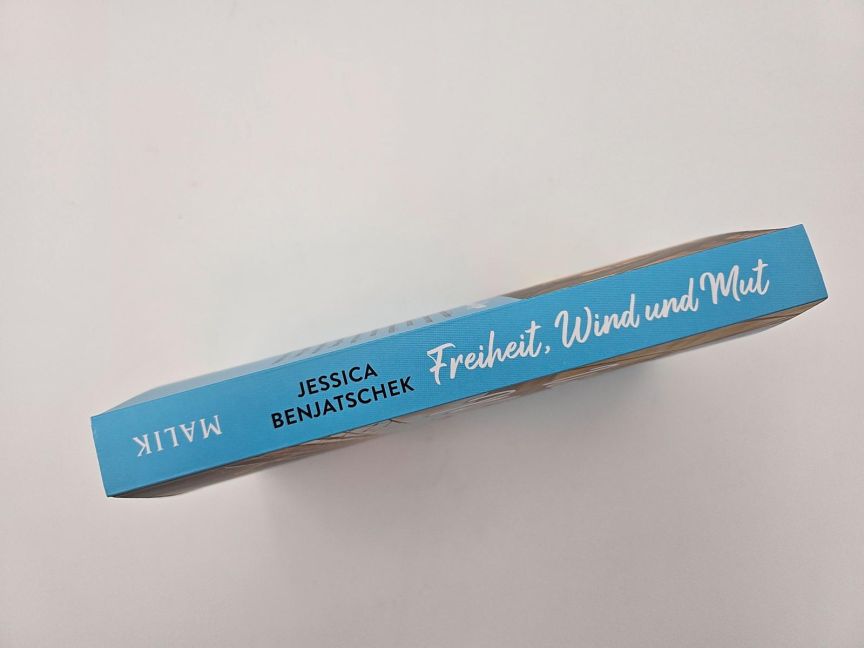 MALIK
JESSICA
BENJATSCHEK
Freiheit, Wind und Mut